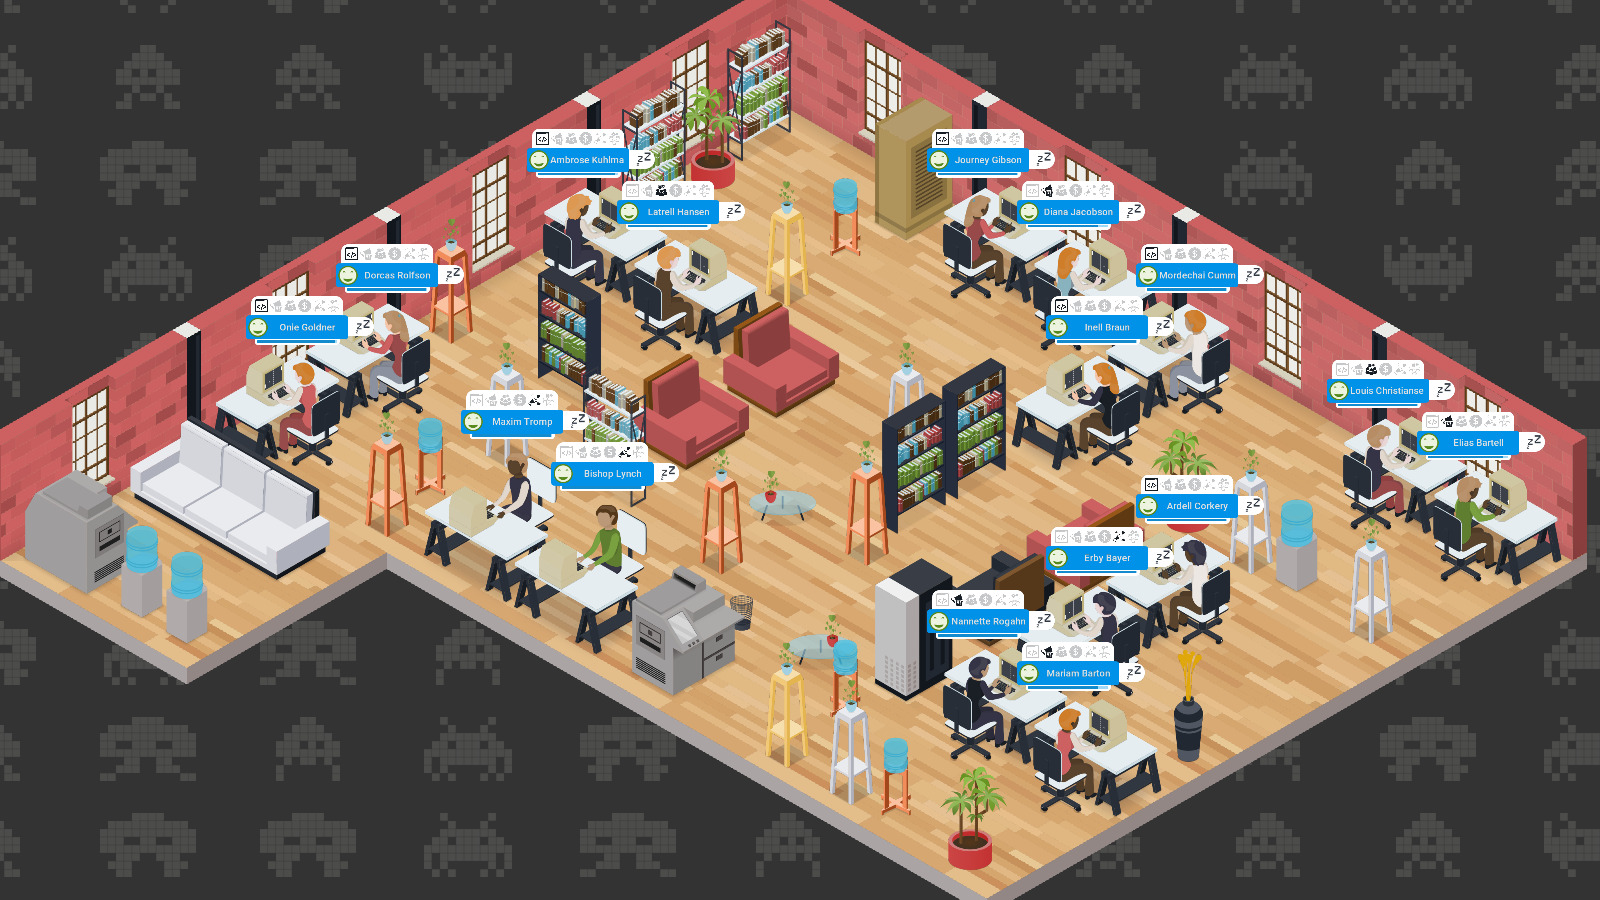 Ambrose Kuhlma
zZ
Journey Gibson
zZ
Latrell Hansen
zZ
Diana Jacobson
zZ
Dorcas Rolfson
zZ
Mordechai Cumm
zZ
Onie Goldner
zZ
Inell Braun
zZ
Louis Christianse
zZ
Maxim Tromp
zZ
Elias Bartell
zZ
Bishop Lynch
zZ
Ardell Corkery
zZ
Erby Bayer
zZ
Nannette Rogahn
zZ
Mariam Barton
zZ